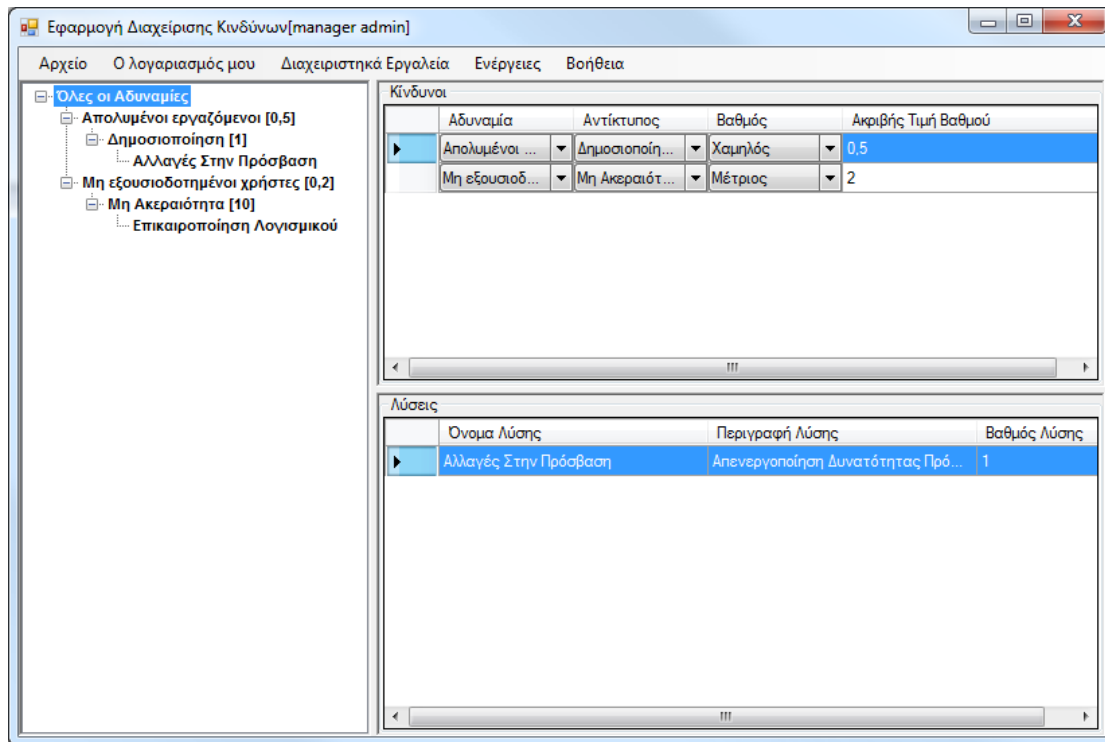 Εφαρμογή Διαχείρισης Κινδύνων[manager admin]
Αρχείο Ο λογαριασμός μου Διαχειριστηκά Εργαλεία Ενέργειες Βοήθεια
Όλες οι Αδυναμίες
Απολυμένοι εργαζόμενοι [0,5]
Δημοσιοποίηση [1]
Αλλαγές Στην Πρόσβαση
Μη εξουσιοδοτημένοι χρήστες [0,2]
Μη Ακεραιότητα [10]
Επικαιροποίηση Λογισμικού
Κίνδυνοι
Αδυναμία Αντίκτυπος Βαθμός Ακριβής Τιμή Βαθμού
Απολυμένοι ... Δημοσιοποίη... Χαμηλός 0,5
Μη εξουσιοδ... Μη Ακεραιότ... Μέτριος 2
Λύσεις
Όνομα Λύσης Περιγραφή Λύσης Βαθμός Λύσης
Αλλαγές Στην Πρόσβαση Απενεργοποίηση Δυνατότητας Πρό... 1